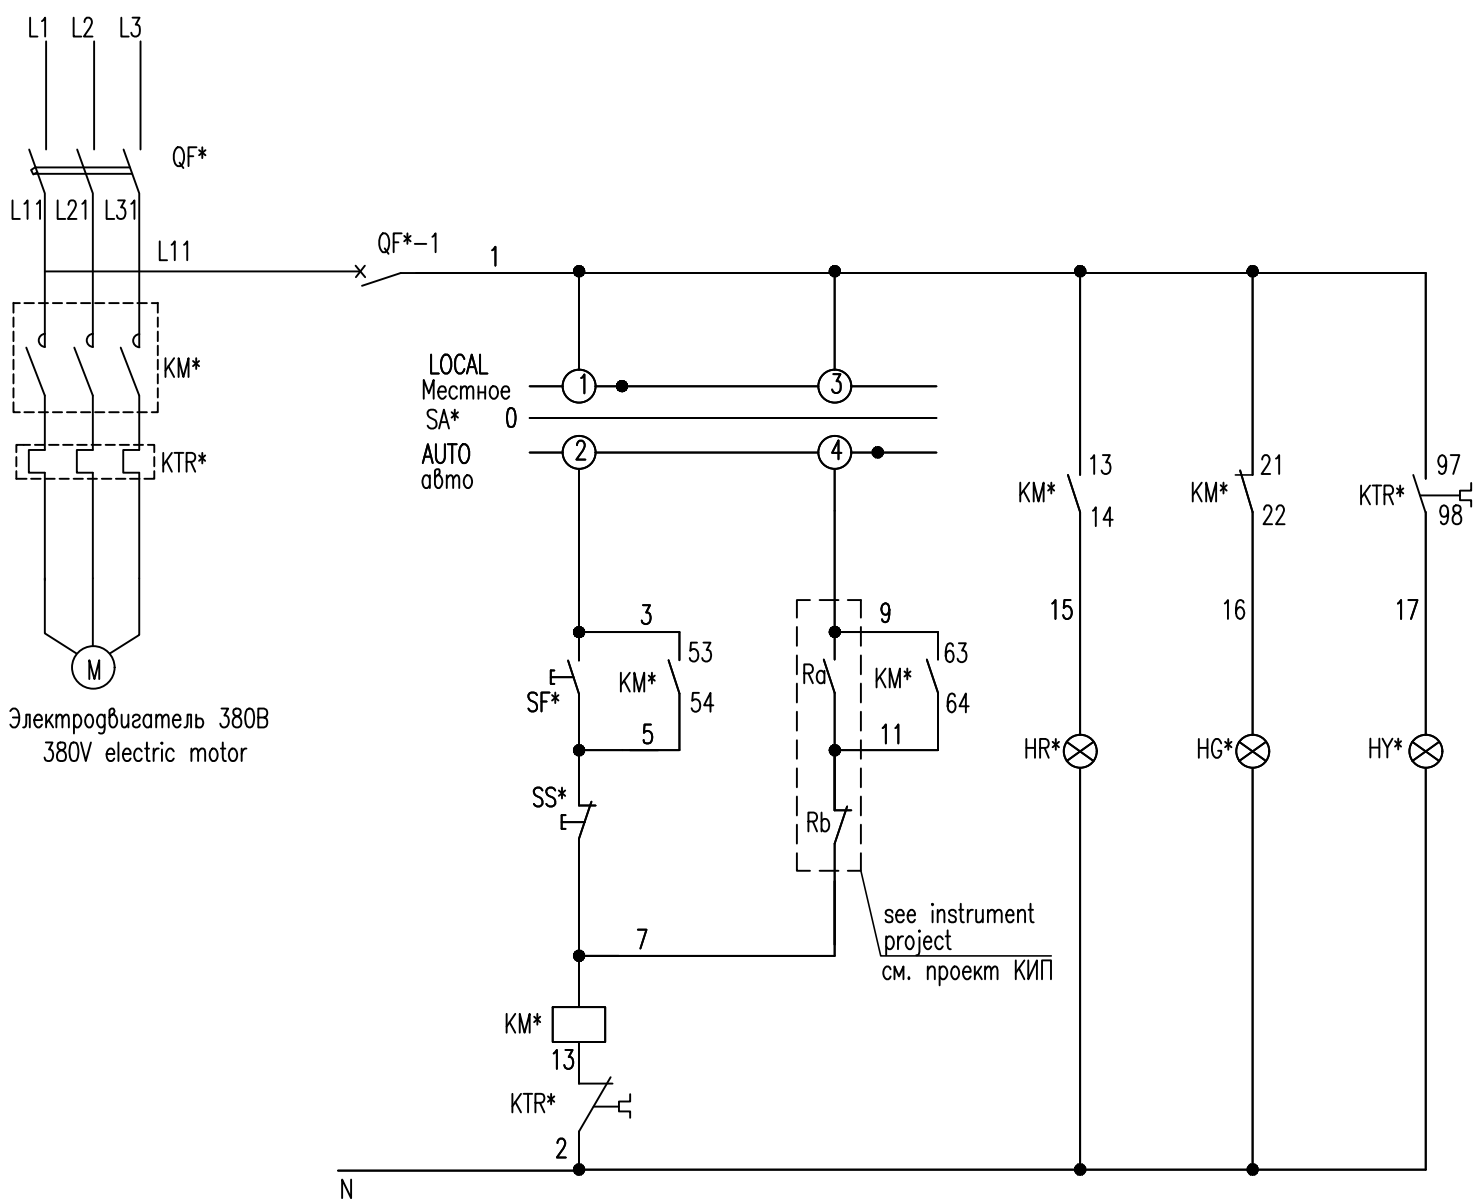 L1 L2 L3
QF*
L11 L21 L31
L11
QF*-1
1
KM*
KTR*
M
Электродвигатель 380В
380V electric motor
LOCAL
Местное
SA* 0
AUTO
авто
1 3
2 4
3
53
SF*
KM*
54
5
SS*
9
Ra
KM*
63
64
11
Rb
see instrument
project
см. проект КИП
7
KM*
13
KTR*
2
N
KM*
13
14
15
HR*
KM*
21
22
16
HG*
KTR*
97
98
17
HY*